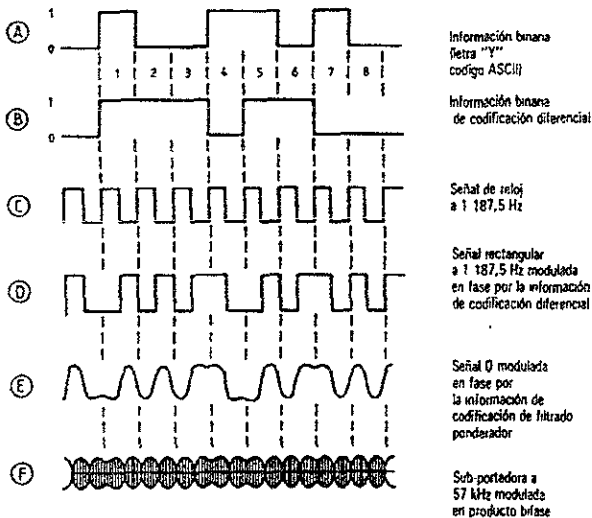 A
1
0
1 2 3 4 5 6 7 8
Información binaria
(letra "Y"
codigo ASCII)
B
1
0
Información binaria
de codificación diferencial
C
Señal de reloj
a 1 187,5 Hz
D
Señal rectangular
a 1 187,5 Hz modulada
en fase por la información
de codificación diferencial
E
Señal D modulada
en fase por
la información de
codificación de filtrado
ponderador
F
Sub-portadora a
57 kHz modulada
en producto bifase